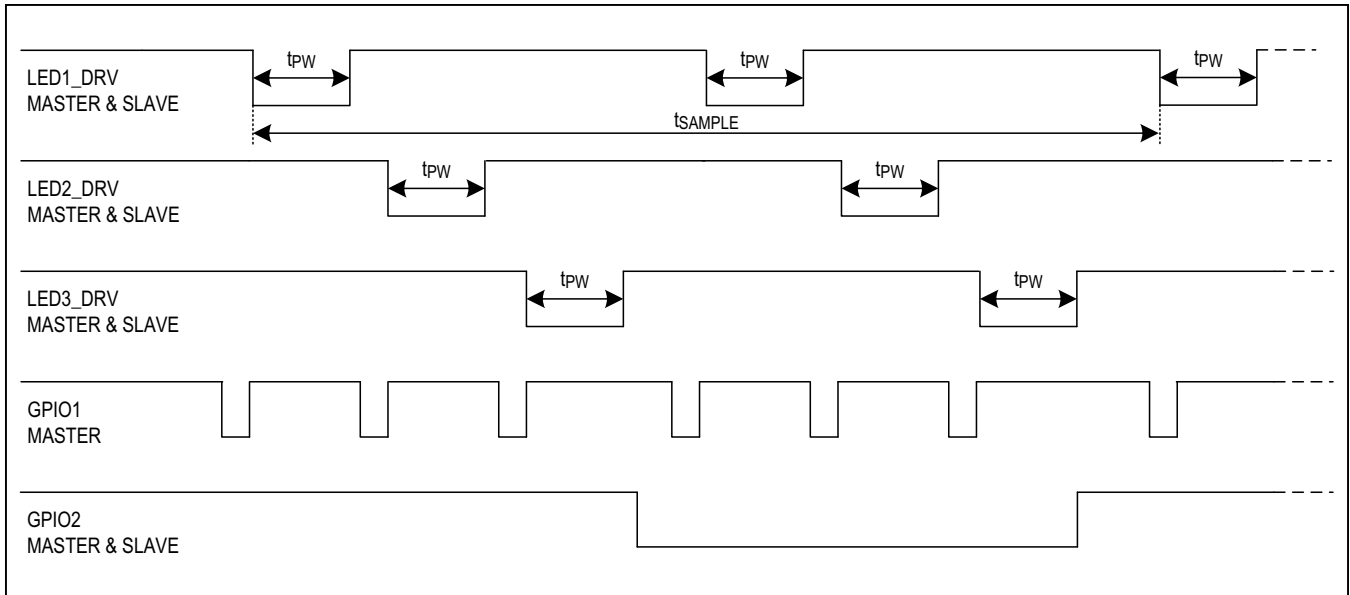 tPW
tPW
tPW
LED1_DRV
MASTER & SLAVE
tSAMPLE
tPW
tPW
LED2_DRV
MASTER & SLAVE
tPW
tPW
LED3_DRV
MASTER & SLAVE
GPIO1
MASTER
GPIO2
MASTER & SLAVE